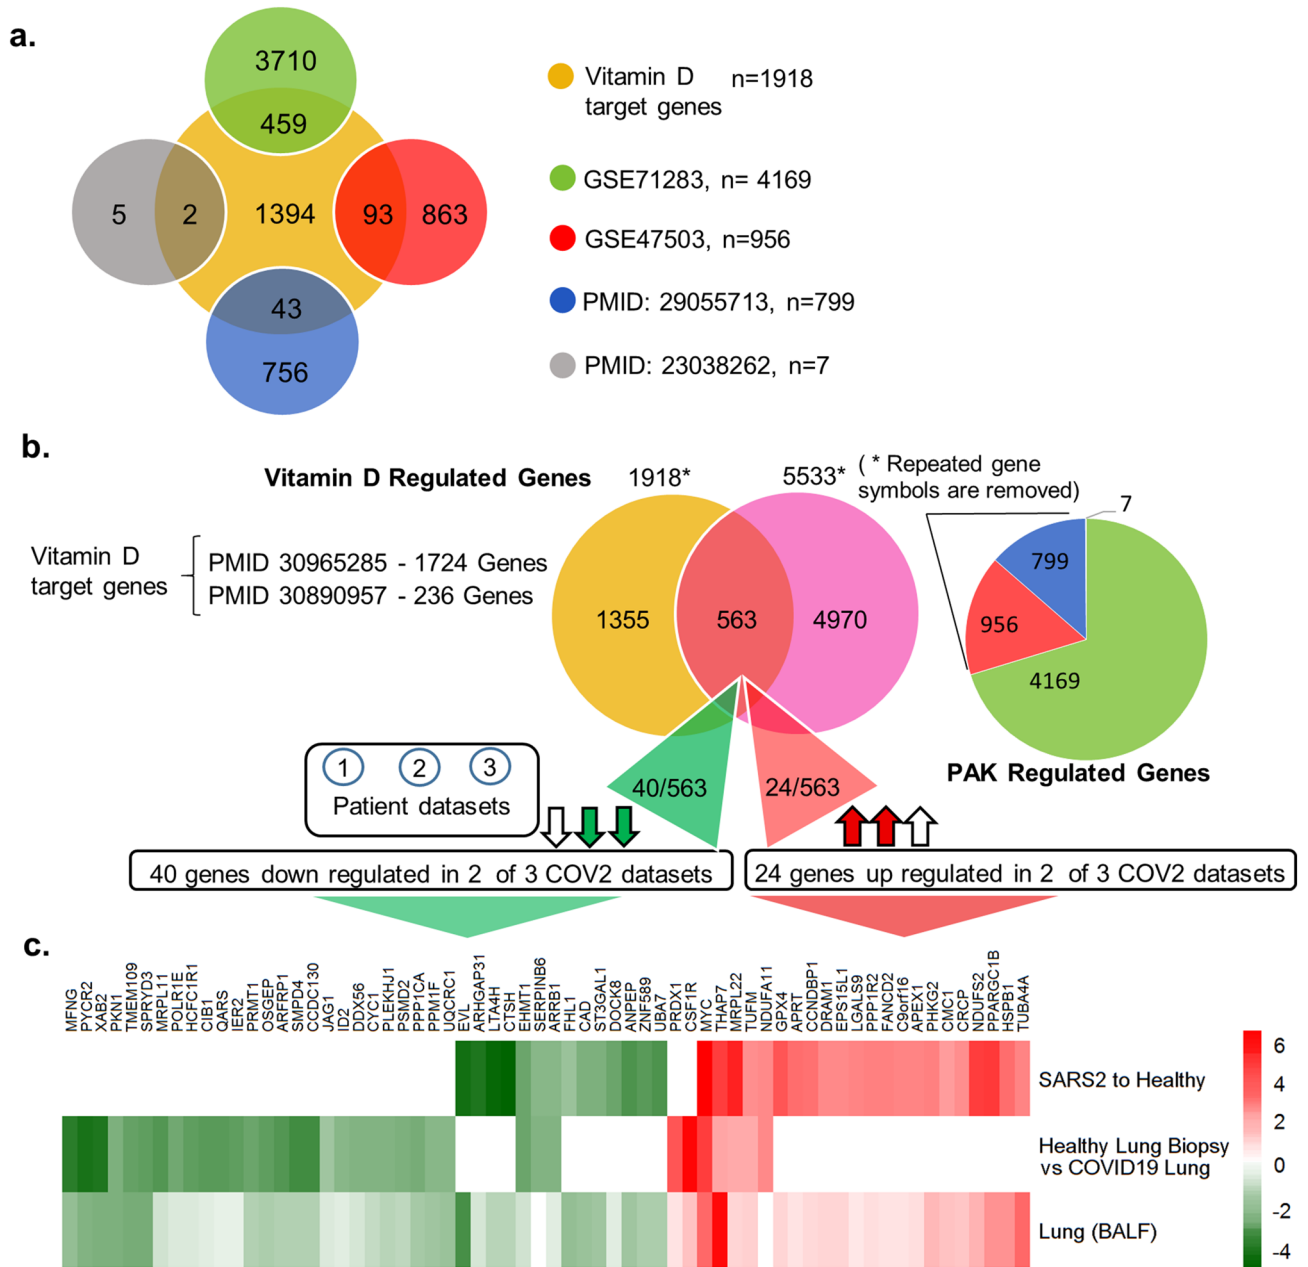 a.
3710
459
5
2
1394
93
863
43
756
Vitamin D n=1918
target genes
GSE71283, n= 4169
GSE47503, n=956
PMID: 29055713, n=799
PMID: 23038262, n=7
b.
Vitamin D Regulated Genes
1918*
5533*
( * Repeated gene
symbols are removed)
7
Vitamin D
target genes
PMID 30965285 - 1724 Genes
PMID 30890957 - 236 Genes
1355
563
4970
799
956
4169
PAK Regulated Genes
1 2 3
Patient datasets
40/563
24/563
40 genes down regulated in 2 of 3 COV2 datasets
24 genes up regulated in 2 of 3 COV2 datasets
c.
MFNG
PYCR2
XAB2
PKN1
TMEM109
SPRYD3
MRPL11
POLR1E
HCFC1R1
CIB1
QARS
IER2
PRMT1
OSGEP
ARFRP1
SMPD4
CCDC130
JAG1
ID2
DDX56
CYC1
PLEKHJ1
PSMD2
PPP1CA
PPM1F
UQCRC1
EVL
ARHGAP31
LTA4H
CTSH
EHMT1
SERPINB6
ARRB1
FHL1
CAD
ST3GAL1
DOCK8
ANPEP
ZNF589
UBA7
PRDX1
CSF1R
MYC
THAP7
MRPL22
TUFM
NDUFA11
GPX4
APRT
CCNDBP1
DRAM1
EPS15L1
LGALS9
PPP1R2
FANCD2
C9orf16
APEX1
PHKG2
CMC1
CRCP
NDUFS2
PPARGC1B
HSPB1
TUBA4A
SARS2 to Healthy
Healthy Lung Biopsy
vs COVID19 Lung
Lung (BALF)
6
4
2
0
-2
-4